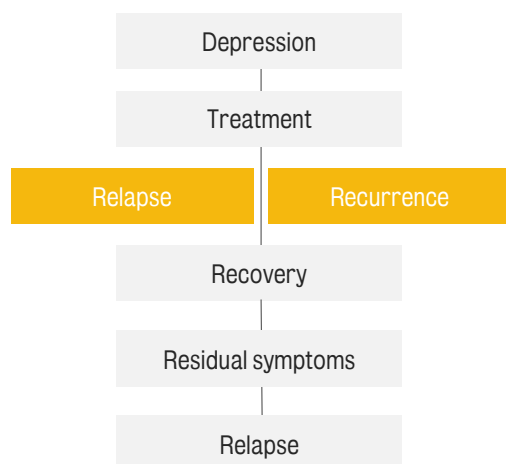 Depression
Treatment
Relapse
Recurrence
Recovery
Residual symptoms
Relapse